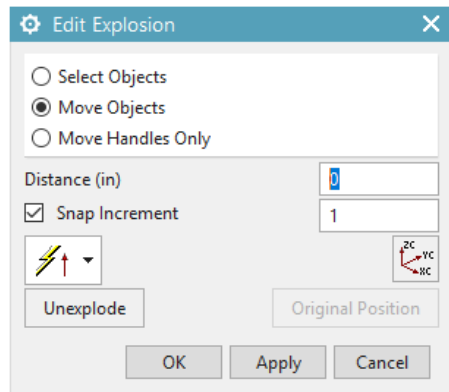 Edit Explosion
Select Objects
Move Objects
Move Handles Only
Distance (in) 0
Snap Increment 1
ZC
YC
XC
Unexplode Original Position
OK Apply Cancel